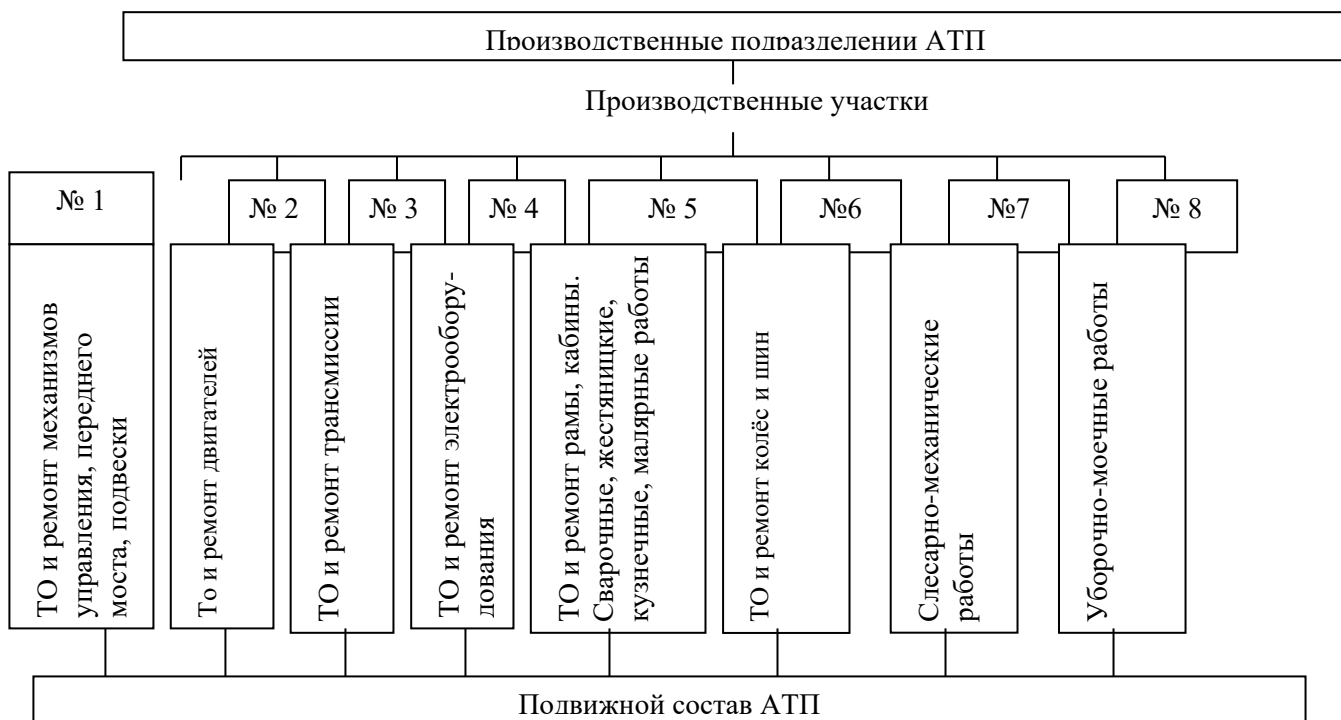 Производственные подразделении АТП
Производственные участки
№ 1
№ 2
№ 3
№ 4
№ 5
№6
№7
№ 8
ТО и ремонт механизмов
управления, переднего
моста, подвески
То и ремонт двигателей
ТО и ремонт трансмиссии
ТО и ремонт электрообору-
дования
ТО и ремонт рамы, кабины.
Сварочные, жестяницкие,
кузнечные, малярные работы
ТО и ремонт колёс и шин
Слесарно-механические
работы
Уборочно-моечные работы
Подвижной состав АТП